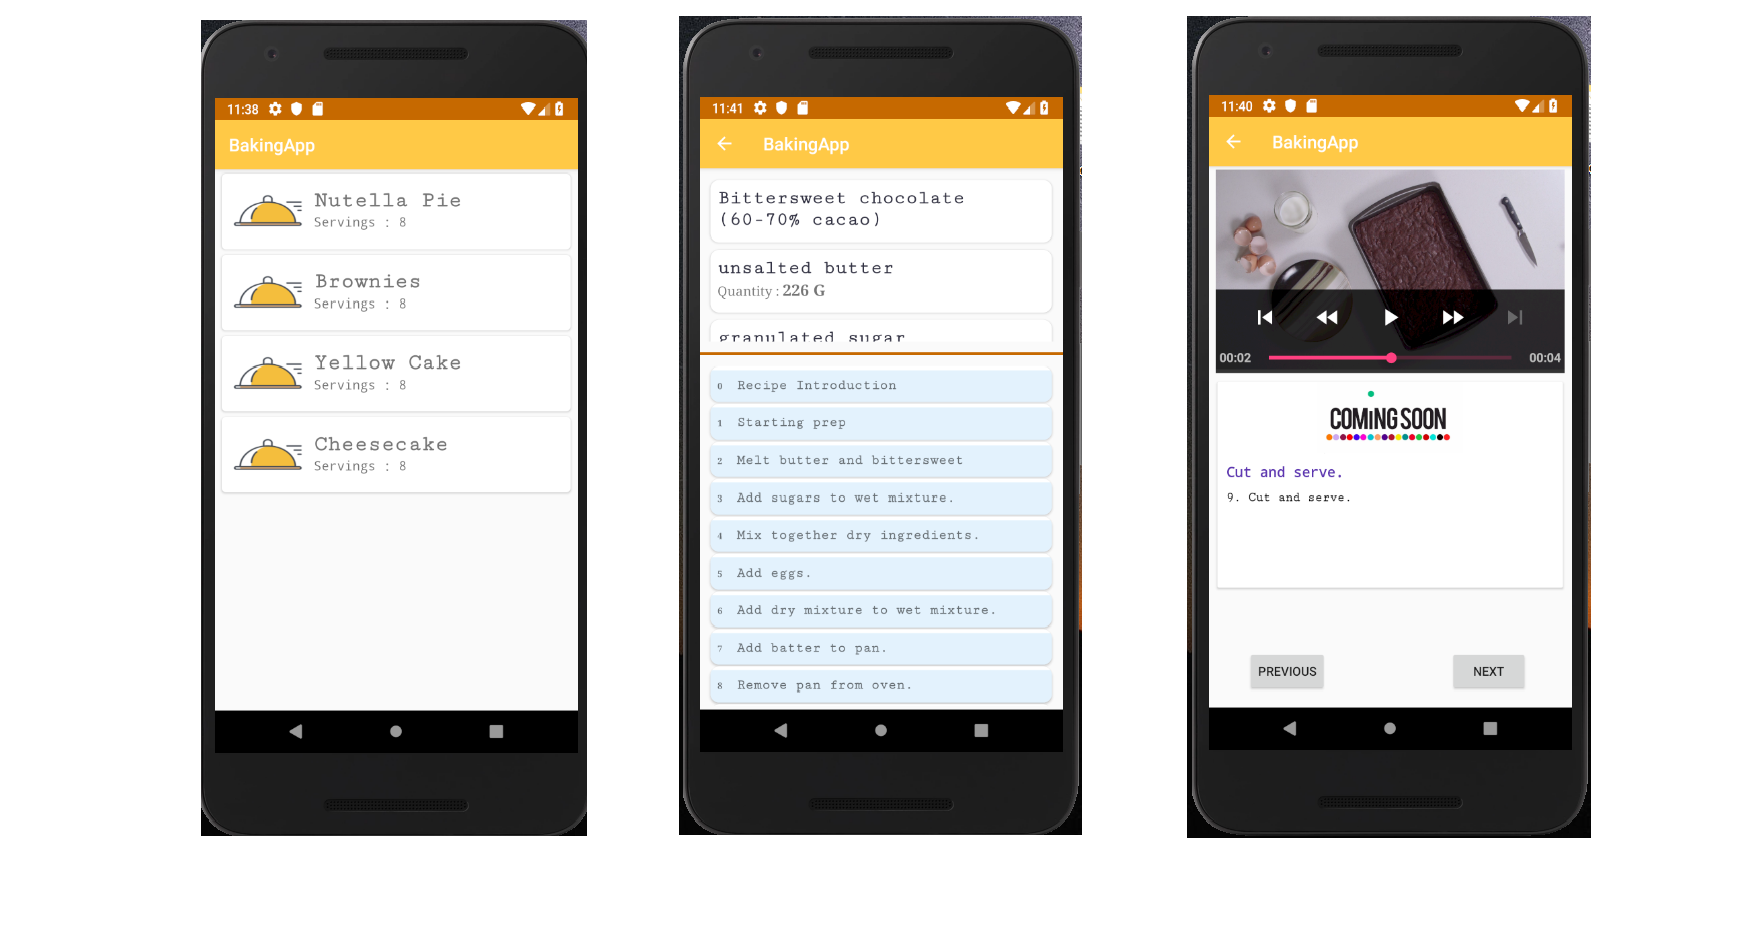 11:38
BakingApp
Nutella Pie
Servings : 8
Brownies
Servings : 8
Yellow Cake
Servings : 8
Cheesecake
Servings : 8
11:41
BakingApp
Bittersweet chocolate
(60-70% cacao)
unsalted butter
Quantity : 226 G
granulated sugar
0 Recipe Introduction
1 Starting prep
2 Melt butter and bittersweet
3 Add sugars to wet mixture.
4 Mix together dry ingredients.
5 Add eggs.
6 Add dry mixture to wet mixture.
7 Add batter to pan.
8 Remove pan from oven.
11:40
BakingApp
00:02 00:04
COMING SOON
Cut and serve.
9. Cut and serve.
PREVIOUS NEXT